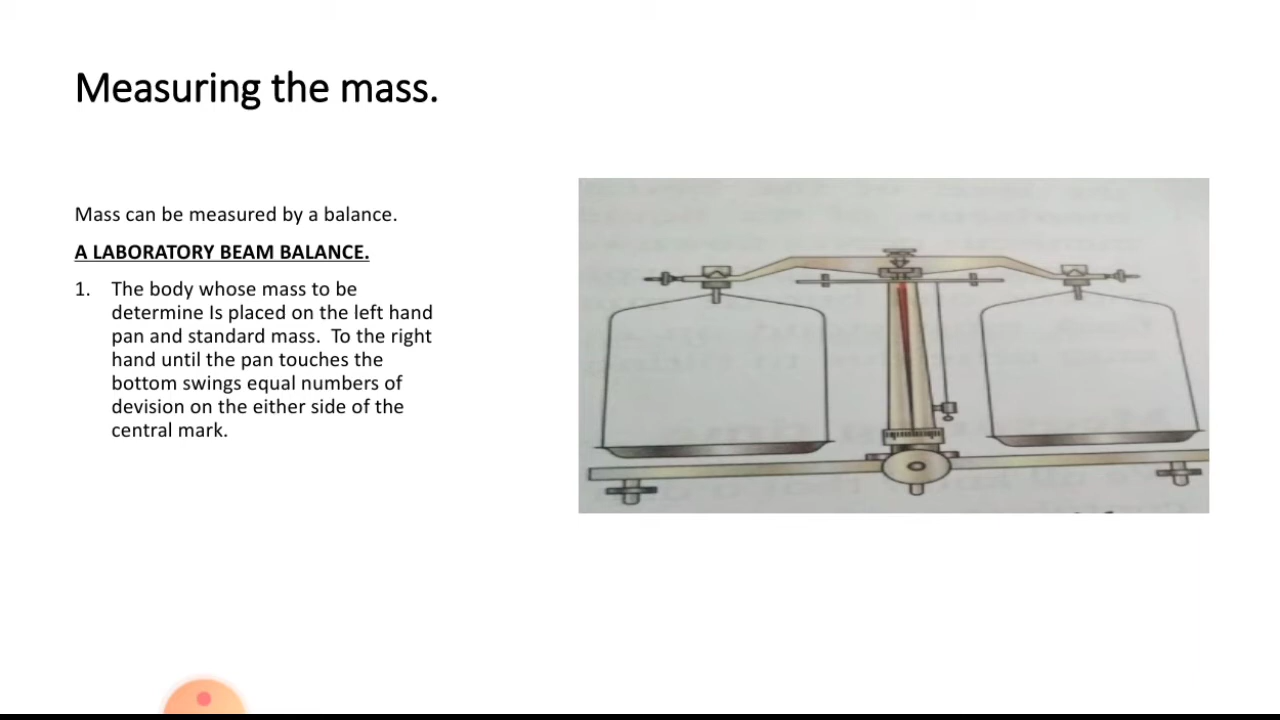 Measuring the mass.
Mass can be measured by a balance.
A LABORATORY BEAM BALANCE.
1. The body whose mass to be
determine Is placed on the left hand
pan and standard mass. To the right
hand until the pan touches the
bottom swings equal numbers of
devision on the either side of the
central mark.